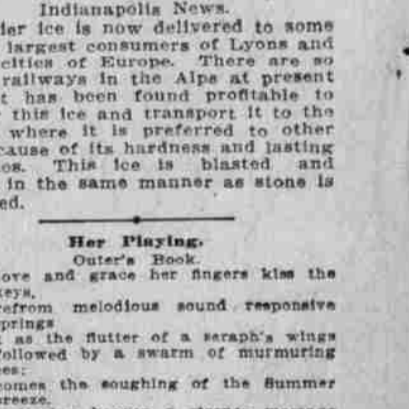 Indianapolis News.
ier ice is now delivered to some
largest consumers of Lyons and
cities of Europe. There are so
railways in the Alps at present
t has been found profitable to
this ice and transport it to the
where it is preferred to other
cause of its hardness and lasting
es. This ice is blasted and
in the same manner as stone is
ed.
Her Playing.
Outer's Book.
ove and grace her fingers kiss the
keys,
refrom melodious sound responsive
springs
as the flutter of a seraph's wings
followed by a swarm of murmuring
ees;
comes the soughing of the Summer
breeze,